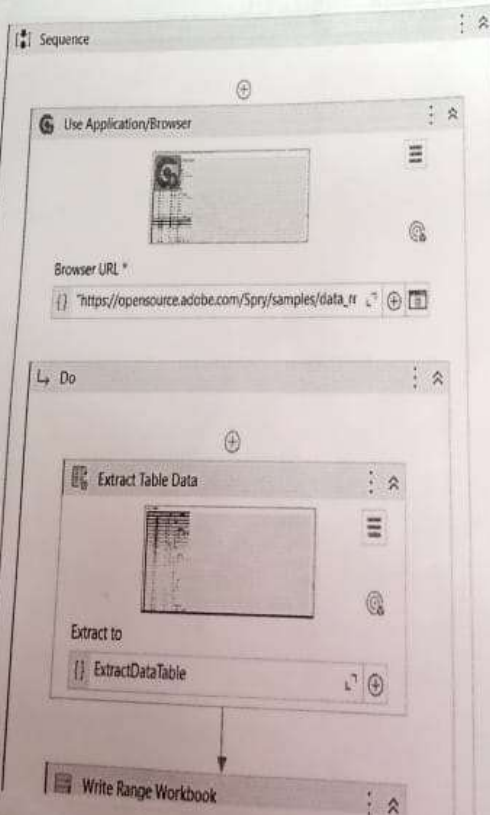 Sequence
Use Application/Browser
Browser URL *
"https://opensource.adobe.com/Spry/samples/data_
Do
Extract Table Data
Extract to
ExtractDataTable
Write Range Workbook